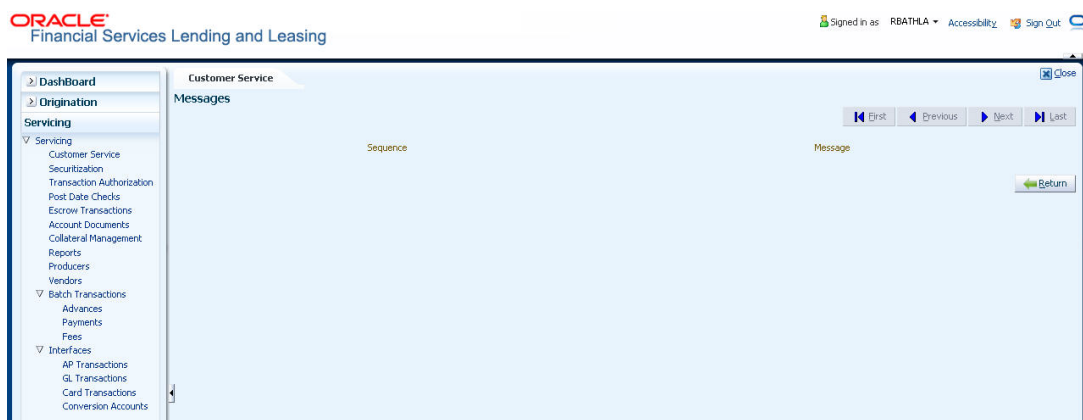 ORACLE
Financial Services Lending and Leasing
Signed in as RBATHLA Accessibility Sign Out
DashBoard
Origination
Servicing
Servicing
Customer Service
Securitization
Transaction Authorization
Post Date Checks
Escrow Transactions
Account Documents
Collateral Management
Reports
Producers
Vendors
Batch Transactions
Advances
Payments
Fees
Interfaces
AP Transactions
GL Transactions
Card Transactions
Conversion Accounts
Customer Service
Close
Messages
First Previous Next Last
Sequence Message
Return